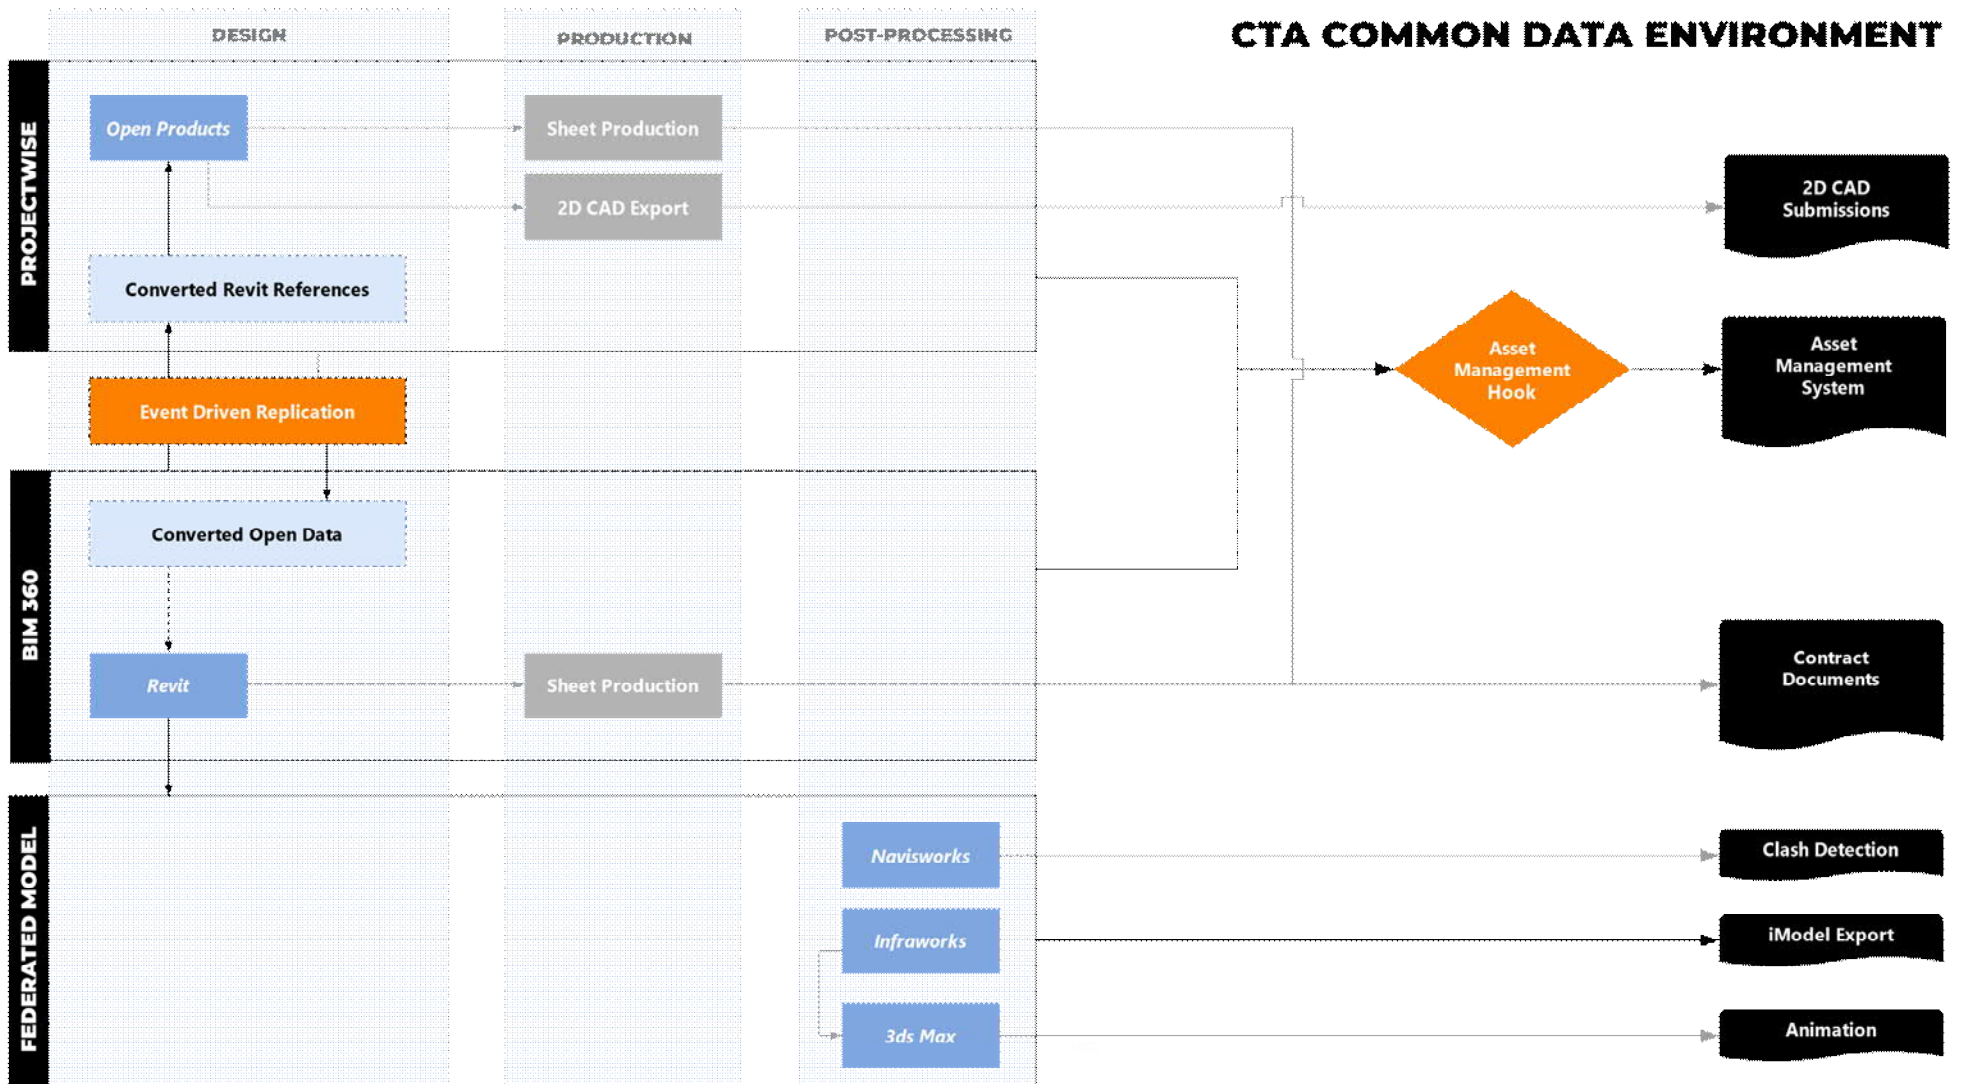 CTA COMMON DATA ENVIRONMENT
DESIGN
PRODUCTION
POST-PROCESSING
PROJECTWISE
Open Products
Sheet Production
2D CAD Export
2D CAD
Submissions
Converted Revit References
Asset
Management
Hook
Asset
Management
System
Event Driven Replication
BIM 360
Converted Open Data
Revit
Sheet Production
Contract
Documents
FEDERATED MODEL
Navisworks
Clash Detection
Infraworks
iModel Export
3ds Max
Animation